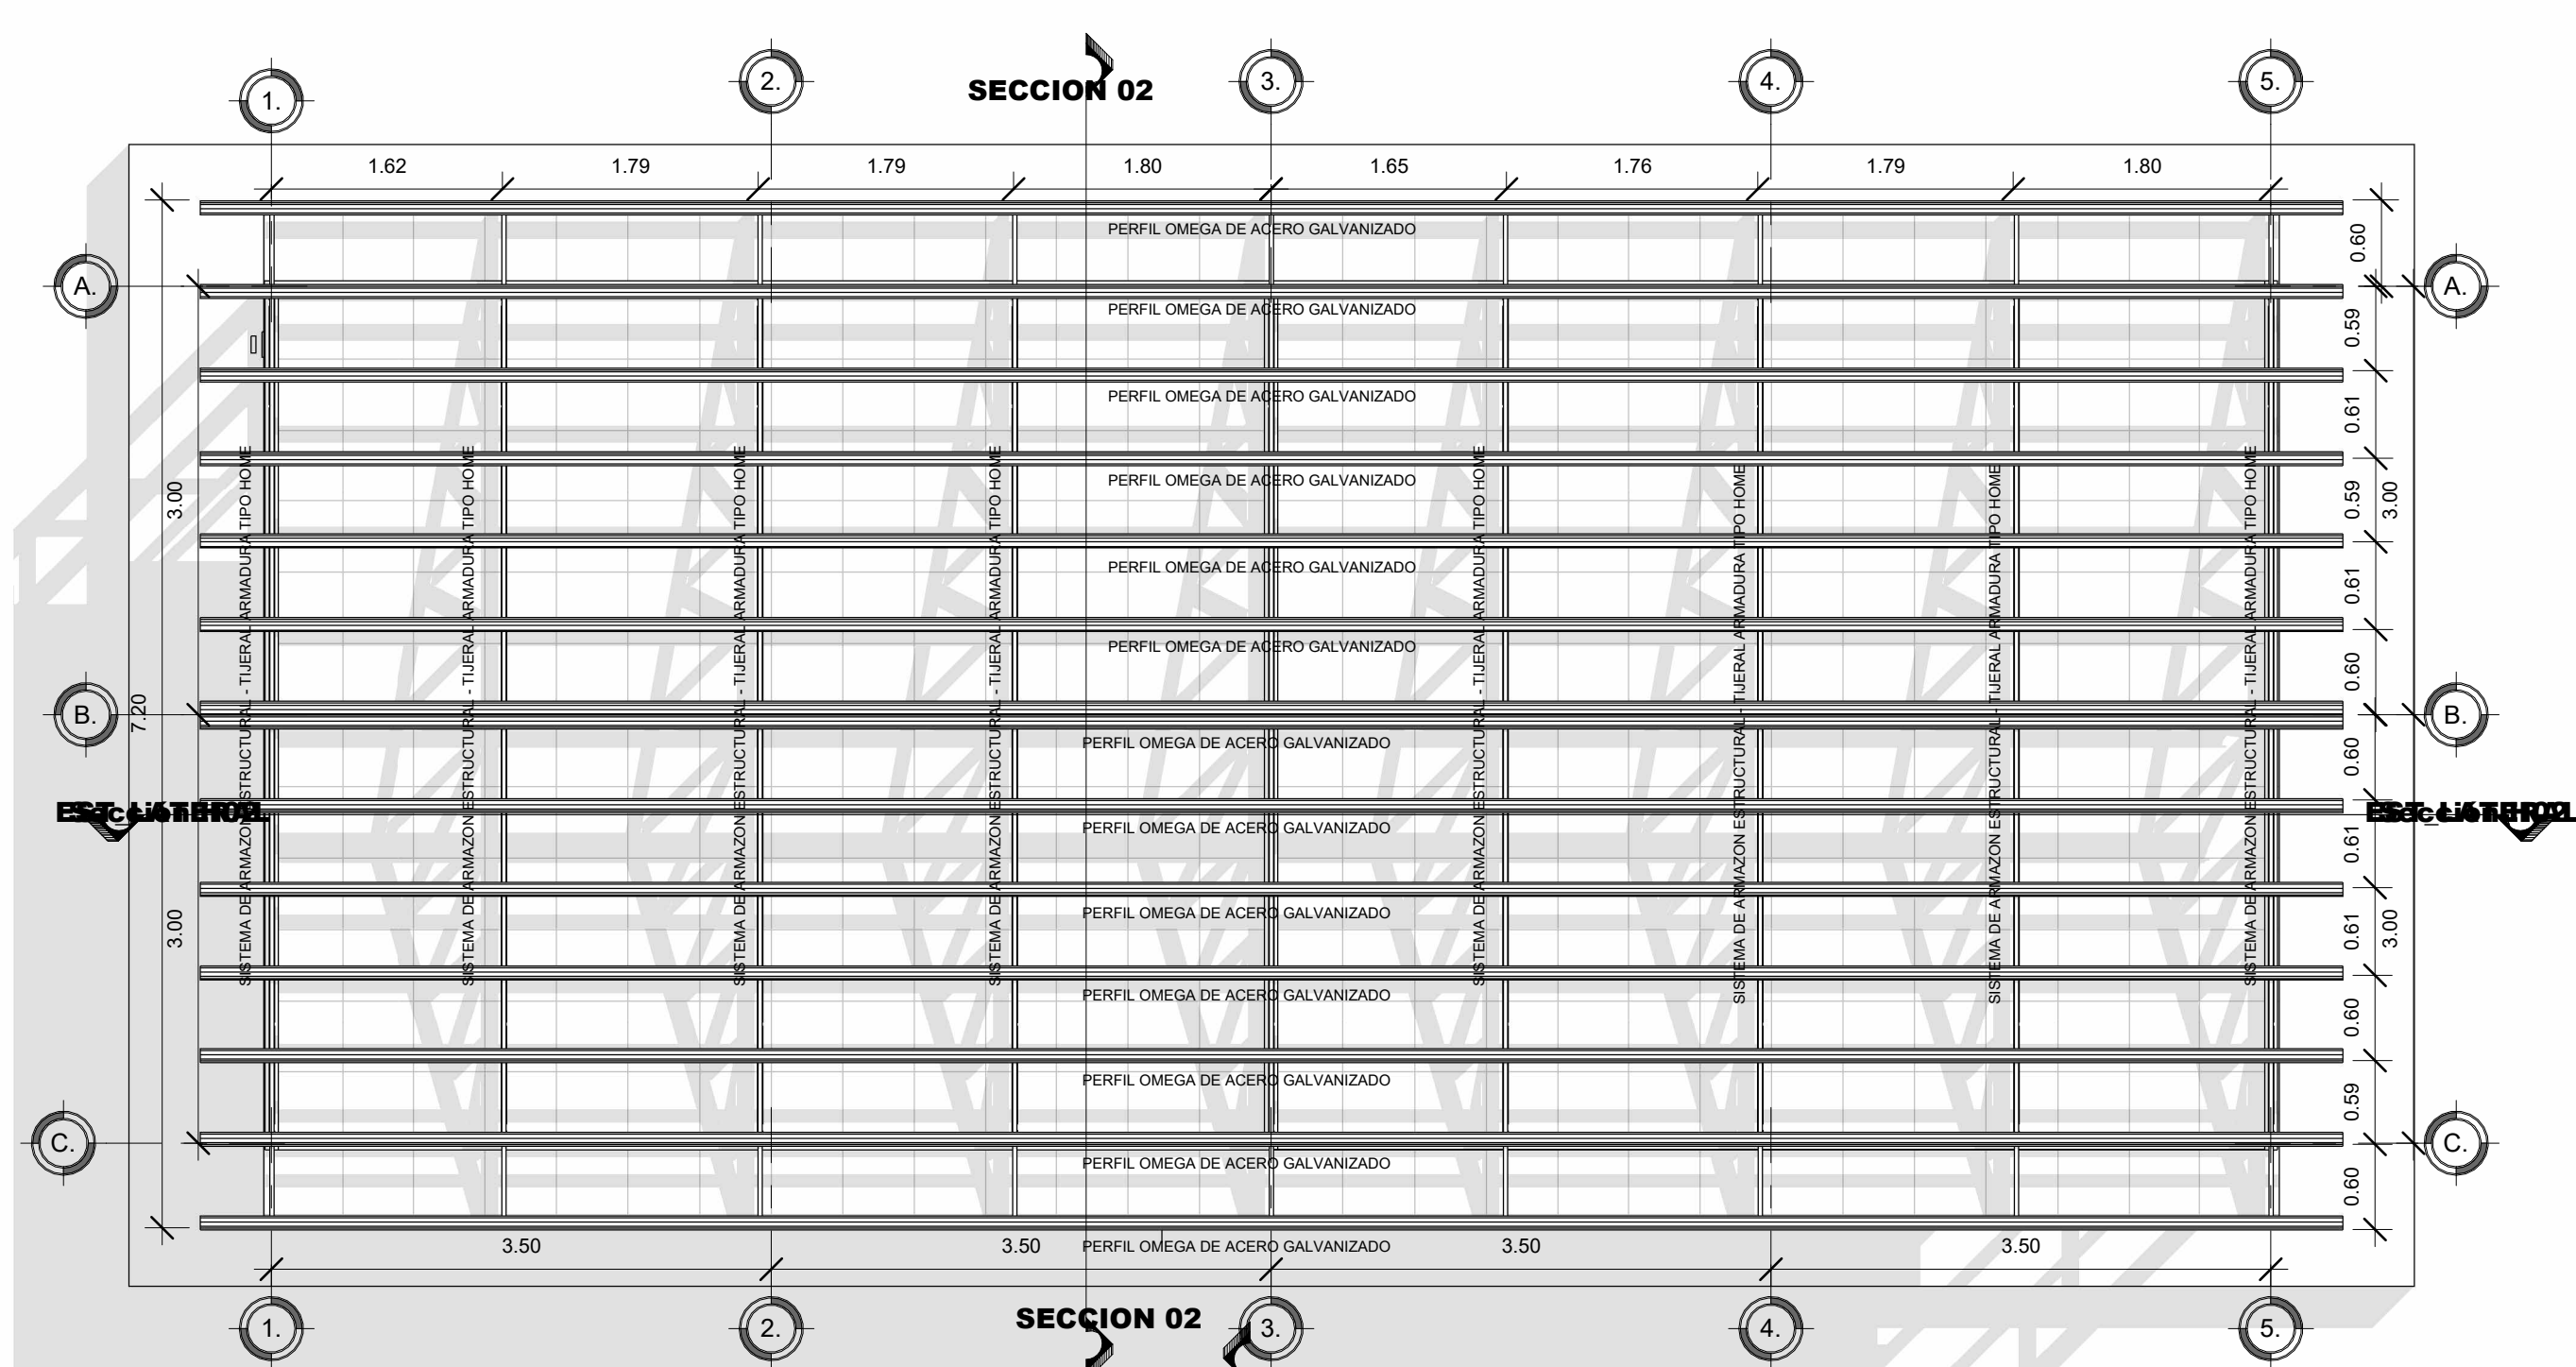 1.
2.
SECCION 02
3.
4.
5.
1.62
1.79
1.79
1.80
1.65
1.76
1.79
1.80
PERFIL OMEGA DE ACERO GALVANIZADO
0.60
A.
A.
PERFIL OMEGA DE ACERO GALVANIZADO
0.59
PERFIL OMEGA DE ACERO GALVANIZADO
0.61
PERFIL OMEGA DE ACERO GALVANIZADO
3.00
0.59
3.00
PERFIL OMEGA DE ACERO GALVANIZADO
0.61
PERFIL OMEGA DE ACERO GALVANIZADO
0.60
SISTEMA DE ARMAZON ESTRUCTURAL - TIJERAL ARMADURA TIPO HOME
SISTEMA DE ARMAZON ESTRUCTURAL - TIJERAL ARMADURA TIPO HOME
SISTEMA DE ARMAZON ESTRUCTURAL - TIJERAL ARMADURA TIPO HOME
SISTEMA DE ARMAZON ESTRUCTURAL - TIJERAL ARMADURA TIPO HOME
SISTEMA DE ARMAZON ESTRUCTURAL - TIJERAL ARMADURA TIPO HOME
SISTEMA DE ARMAZON ESTRUCTURAL - TIJERAL ARMADURA TIPO HOME
SISTEMA DE ARMAZON ESTRUCTURAL - TIJERAL ARMADURA TIPO HOME
SISTEMA DE ARMAZON ESTRUCTURAL - TIJERAL ARMADURA TIPO HOME
B.
7.20
B.
PERFIL OMEGA DE ACERO GALVANIZADO
0.60
PERFIL OMEGA DE ACERO GALVANIZADO
0.61
PERFIL OMEGA DE ACERO GALVANIZADO
3.00
0.61
3.00
PERFIL OMEGA DE ACERO GALVANIZADO
0.60
PERFIL OMEGA DE ACERO GALVANIZADO
0.59
C.
C.
PERFIL OMEGA DE ACERO GALVANIZADO
0.60
3.50
3.50
PERFIL OMEGA DE ACERO GALVANIZADO
3.50
3.50
1.
2.
SECCION 02
3.
4.
5.